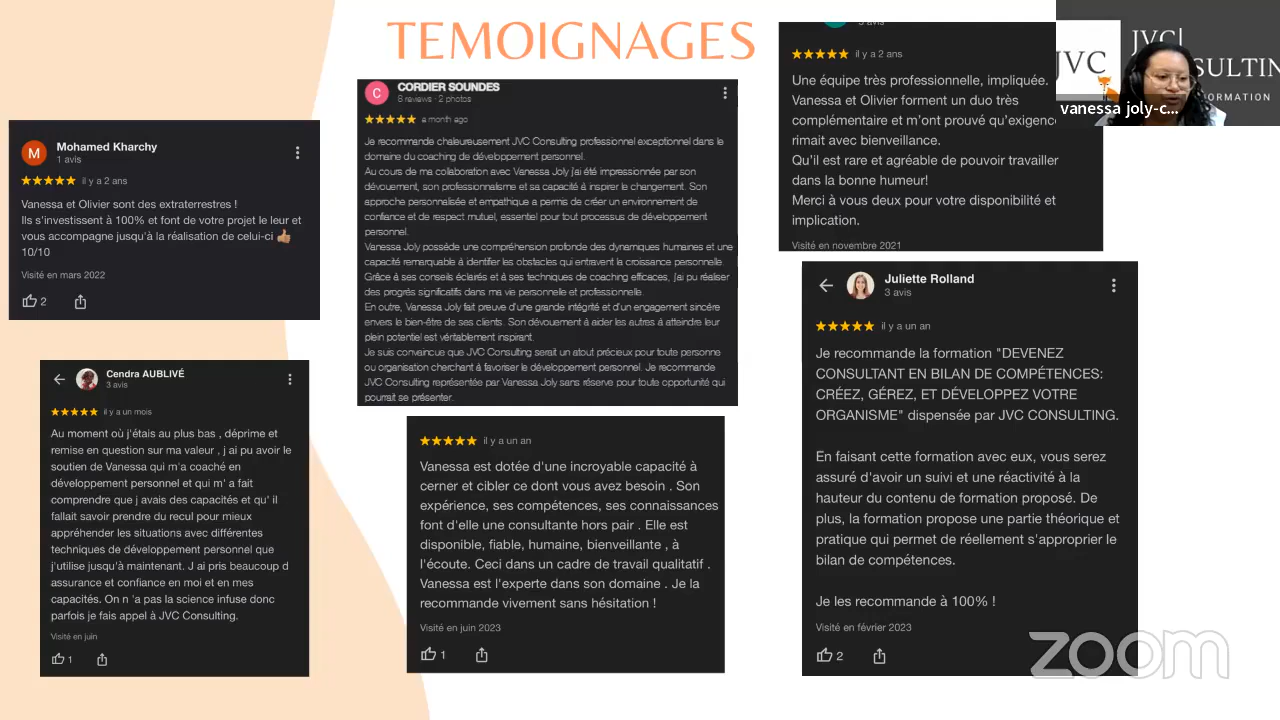 TEMOIGNAGES
Mohamed Kharchy
1 avis
il y a 2 ans
Vanessa et Olivier sont des extraterrestres !
Ils s'investissent à 100% et font de votre projet le leur et
vous accompagne jusqu'à la réalisation de celui-ci 👍🏽
10/10
Visité en mars 2022
2
Cendra AUBLIVÉ
3 avis
il y a un mois
Au moment où j'étais au plus bas , déprime et
remise en question sur ma valeur , j ai pu avoir le
soutien de Vanessa qui m'a coaché en
développement personnel et qui m' a fait
comprendre que j avais des capacités et qu' il
fallait savoir prendre du recul pour mieux
appréhender les situations avec différentes
techniques de développement personnel que
j'utilise jusqu'à maintenant. J ai pris beaucoup d
assurance et confiance en moi et en mes
capacités. On n 'a pas la science infuse donc
parfois je fais appel à JVC Consulting.
Visité en juin
1
C
CORDIER SOUNDES
8 reviews · 2 photos
a month ago
Je recommande chaleureusement JVC Consulting professionnel exceptionnel dans le
domaine du coaching de développement personnel.
Au cours de ma collaboration avec Vanessa Joly j'ai été impressionnée par son
dévouement, son professionnalisme et sa capacité à inspirer le changement. Son
approche personnalisée et empathique a permis de créer un environnement de
confiance et de respect mutuel, essentiel pour tout processus de développement
personnel.
Vanessa Joly possède une compréhension profonde des dynamiques humaines et une
capacité remarquable à identifier les obstacles qui entravent la croissance personnelle.
Grâce à ses conseils éclairés et à ses techniques de coaching efficaces, j'ai pu réaliser
des progrès significatifs dans ma vie personnelle et professionnelle.
En outre, Vanessa Joly fait preuve d'une grande intégrité et d'un engagement sincère
envers le bien-être de ses clients. Son dévouement à aider les autres à atteindre leur
plein potentiel est véritablement inspirant.
Je suis convaincue que JVC Consulting serait un atout précieux pour toute personne
ou organisation cherchant à favoriser le développement personnel. Je recommande
JVC Consulting représentée par Vanessa Joly sans réserve pour toute opportunité qui
pourrait se présenter.
il y a un an
Vanessa est dotée d'une incroyable capacité à
cerner et cibler ce dont vous avez besoin . Son
expérience, ses compétences, ses connaissances
font d'elle une consultante hors pair . Elle est
disponible, fiable, humaine, bienveillante , à
l'écoute. Ceci dans un cadre de travail qualitatif .
Vanessa est l'experte dans son domaine . Je la
recommande vivement sans hésitation !
Visité en juin 2023
1
3 avis
il y a 2 ans
Une équipe très professionnelle, impliquée.
Vanessa et Olivier forment un duo très
complémentaire et m'ont prouvé qu'exigenc
rimait avec bienveillance.
Qu'il est rare et agréable de pouvoir travailler
dans la bonne humeur!
Merci à vous deux pour votre disponibilité et
implication.
Visité en novembre 2021
Juliette Rolland
3 avis
il y a un an
Je recommande la formation "DEVENEZ
CONSULTANT EN BILAN DE COMPÉTENCES:
CRÉEZ, GÉREZ, ET DÉVELOPPEZ VOTRE
ORGANISME" dispensée par JVC CONSULTING.
En faisant cette formation avec eux, vous serez
assuré d'avoir un suivi et une réactivité à la
hauteur du contenu de formation proposé. De
plus, la formation propose une partie théorique et
pratique qui permet de réellement s'approprier le
bilan de compétences.
Je les recommande à 100% !
Visité en février 2023
2
JVC
JVC|
SULTIN
ORMATION
vanessa joly-c...
M
zoom